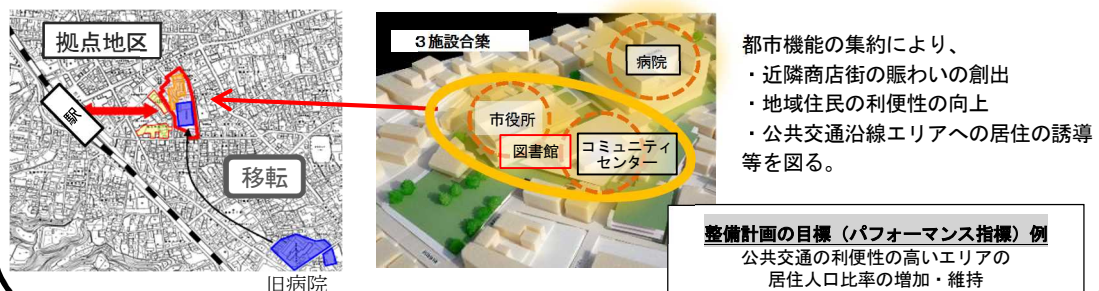 拠点地区
駅
移転
旧病院
3施設合築
病院
市役所
図書館
コミュニティ
センター
都市機能の集約により、
・近隣商店街の賑わいの創出
・地域住民の利便性の向上
・公共交通沿線エリアへの居住の誘導
等を図る。
整備計画の目標（パフォーマンス指標）例
公共交通の利便性の高いエリアの
居住人口比率の増加・維持